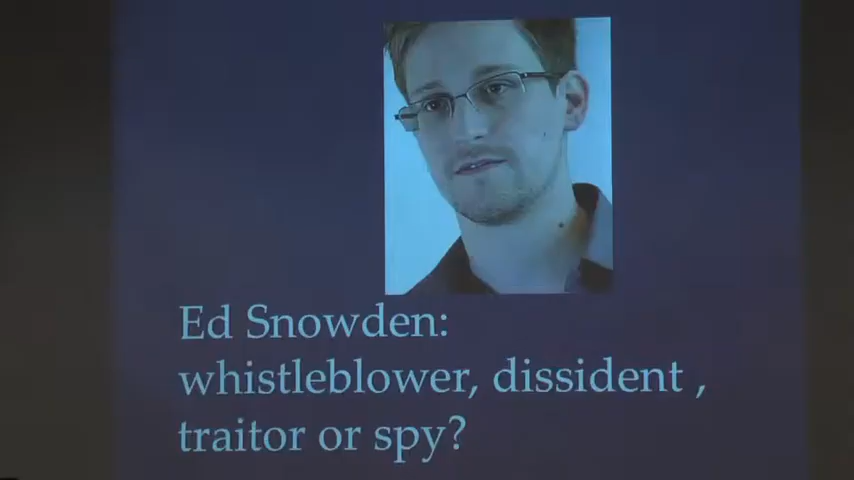 Ed Snowden:
whistleblower, dissident ,
traitor or spy?